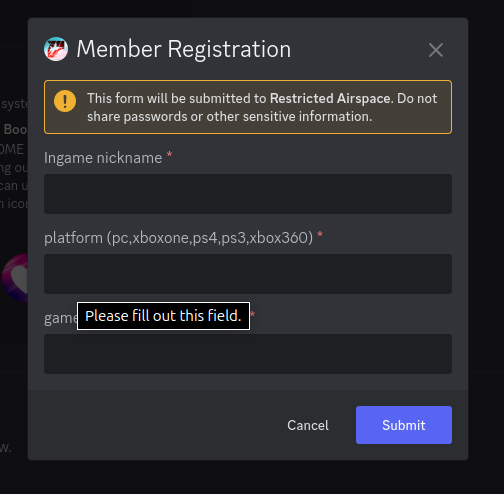 Member Registration
This form will be submitted to Restricted Airspace. Do not
share passwords or other sensitive information.
syste
Boo
OME
ng ou
can u
n icon
Ingame nickname *
platform (pc,xboxone,ps4,ps3,xbox360) *
game
Please fill out this field.
*
w.
Cancel
Submit